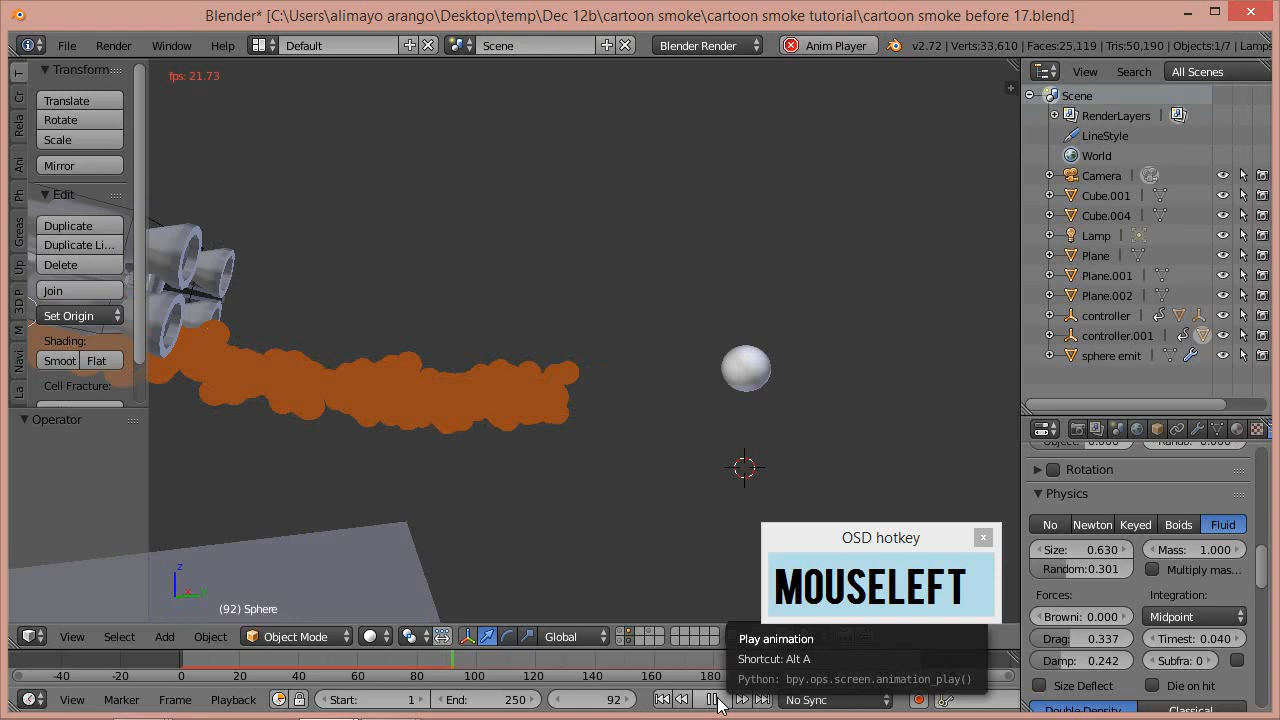 Blender* [C:\Users\alimayo arango\Desktop\temp\Dec 12b\cartoon smoke\cartoon smoke tutorial\cartoon smoke before 17.blend]
File Render Window Help Default Scene Blender Render Anim Player v2.72 | Verts:33,610 | Faces:25,119 | Tris:50,190 | Objects:1/7 | Lamps
Transform
Translate
Rotate
Scale
Mirror
Edit
Duplicate
Duplicate Li...
Delete
Join
Set Origin
Shading:
Smoot Flat
Cell Fracture:
Operator
T
Cr
Rela
Ani
Ph
Greas
Up
3D P
M
Navi
La
fps: 21.73
z
x
(92) Sphere
OSD hotkey
MOUSELEFT
View Search All Scenes
Scene
RenderLayers
LineStyle
World
Camera
Cube.001
Cube.004
Lamp
Plane
Plane.001
Plane.002
controller
controller.001
sphere emit
Rotation
Physics
No Newton Keyed Boids Fluid
Size: 0.630 Mass: 1.000
Random:0.301 Multiply mas...
Forces: Integration:
Browni: 0.000 Midpoint
Drag: 0.337 Timest: 0.040
Damp: 0.242 Subfra: 0
Size Deflect Die on hit
Double Density Classical
View Select Add Object Object Mode Global
Play animation
Shortcut: Alt A
Python: bpy.ops.screen.animation_play()
-40 -20 0 20 40 60 80 100 120 140 160 180
View Marker Frame Playback Start: 1 End: 250 92 No Sync